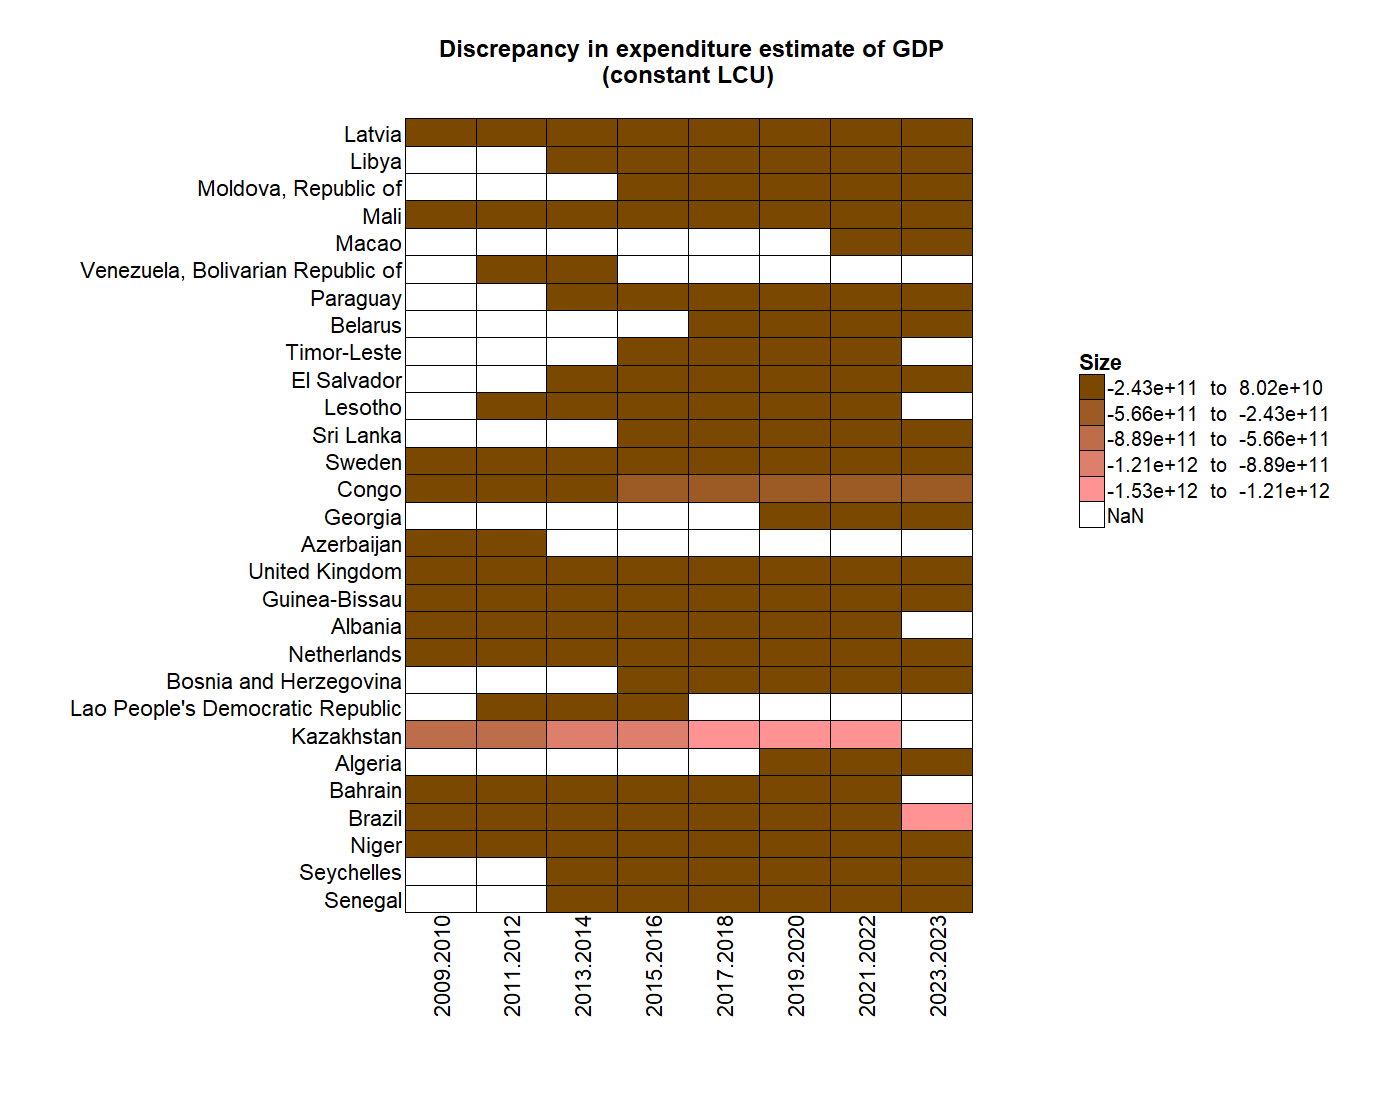 Discrepancy in expenditure estimate of GDP
(constant LCU)
Latvia
Libya
Moldova, Republic of
Mali
Macao
Venezuela, Bolivarian Republic of
Paraguay
Belarus
Timor-Leste
El Salvador
Lesotho
Sri Lanka
Sweden
Congo
Georgia
Azerbaijan
United Kingdom
Guinea-Bissau
Albania
Netherlands
Bosnia and Herzegovina
Lao People's Democratic Republic
Kazakhstan
Algeria
Bahrain
Brazil
Niger
Seychelles
Senegal
2009.2010
2011.2012
2013.2014
2015.2016
2017.2018
2019.2020
2021.2022
2023.2023
Size
-2.43e+11 to 8.02e+10
-5.66e+11 to -2.43e+11
-8.89e+11 to -5.66e+11
-1.21e+12 to -8.89e+11
-1.53e+12 to -1.21e+12
NaN